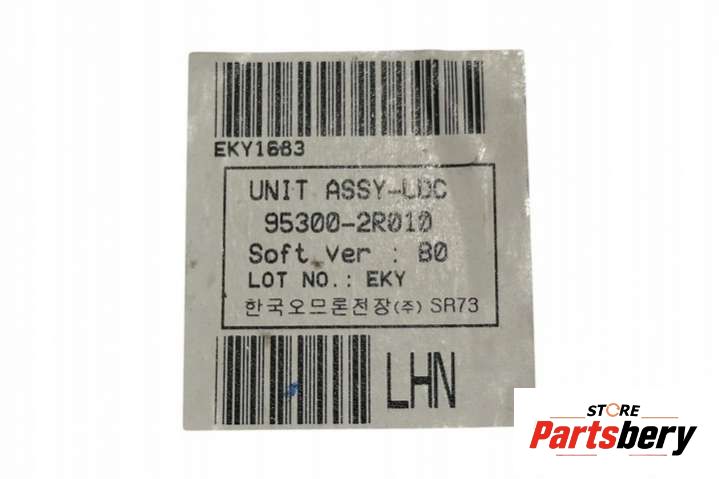 EKY1683
UNIT ASSY-LDC
95300-2R010
Soft ver : B0
LOT NO.: EKY
한국오므론전장(주) SR73
LHN
STORE
Partsbery